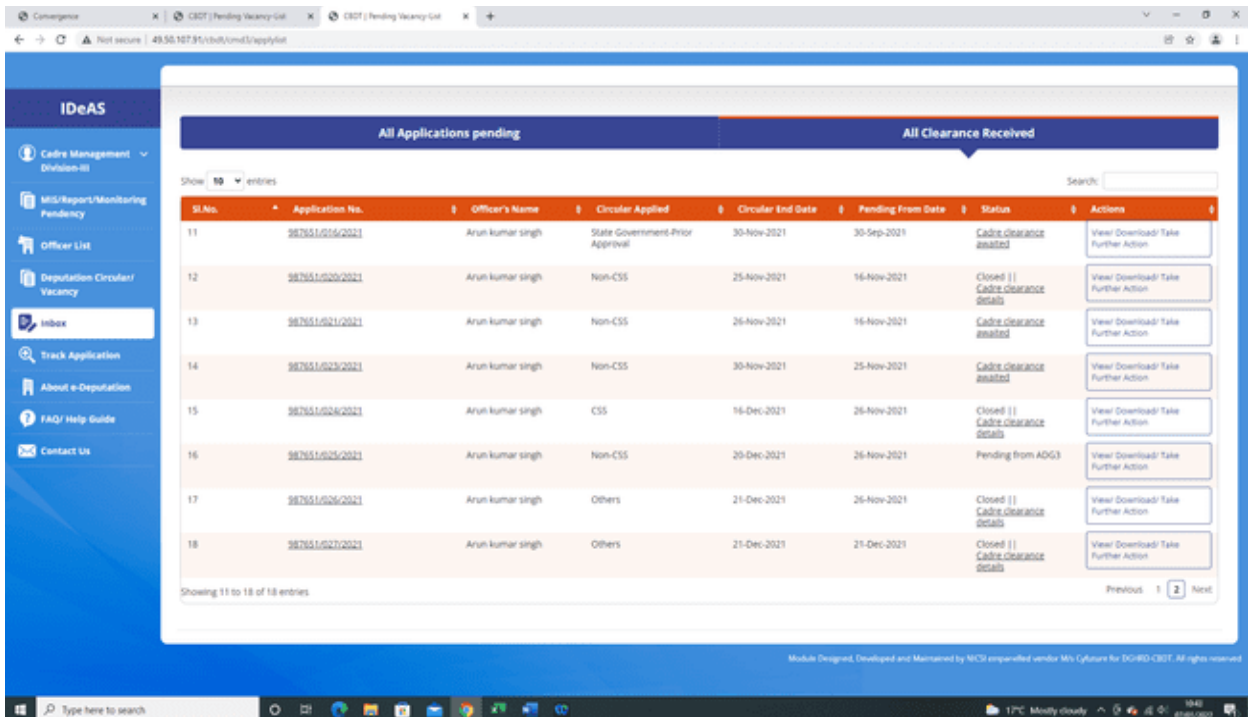 Convergence
CBDT | Pending Vacancy-List
CBDT | Pending Vacancy-List
Not secure | 49.50.107.91/cbdt/cmd3/applylist
IDeAS
Cadre Management
Division-III
MIS/Report/Monitoring
Pendency
Officer List
Deputation Circular/
Vacancy
Inbox
Track Application
About e-Deputation
FAQ/ Help Guide
Contact Us
All Applications pending
All Clearance Received
Show 10 entries
Search:
Sl.No. Application No. Officer's Name Circular Applied Circular End Date Pending From Date Status Actions
11 987651/016/2021 Arun kumar singh State Government-Prior Approval 30-Nov-2021 30-Sep-2021 Cadre clearance awaited View/ Download/ Take Further Action
12 987651/020/2021 Arun kumar singh Non-CSS 25-Nov-2021 16-Nov-2021 Closed || Cadre clearance details View/ Download/ Take Further Action
13 987651/021/2021 Arun kumar singh Non-CSS 26-Nov-2021 16-Nov-2021 Cadre clearance awaited View/ Download/ Take Further Action
14 987651/023/2021 Arun kumar singh Non-CSS 30-Nov-2021 25-Nov-2021 Cadre clearance awaited View/ Download/ Take Further Action
15 987651/024/2021 Arun kumar singh CSS 16-Dec-2021 26-Nov-2021 Closed || Cadre clearance details View/ Download/ Take Further Action
16 987651/025/2021 Arun kumar singh Non-CSS 20-Dec-2021 26-Nov-2021 Pending from ADG3 View/ Download/ Take Further Action
17 987651/026/2021 Arun kumar singh Others 21-Dec-2021 26-Nov-2021 Closed || Cadre clearance details View/ Download/ Take Further Action
18 987651/027/2021 Arun kumar singh Others 21-Dec-2021 21-Dec-2021 Closed || Cadre clearance details View/ Download/ Take Further Action
Showing 11 to 18 of 18 entries
Previous 1 2 Next
Module Designed, Developed and Maintained by NICSI empanelled vendor M/s Cyfuture for DGHRD-CBDT. All rights reserved
Type here to search
17°C Mostly cloudy